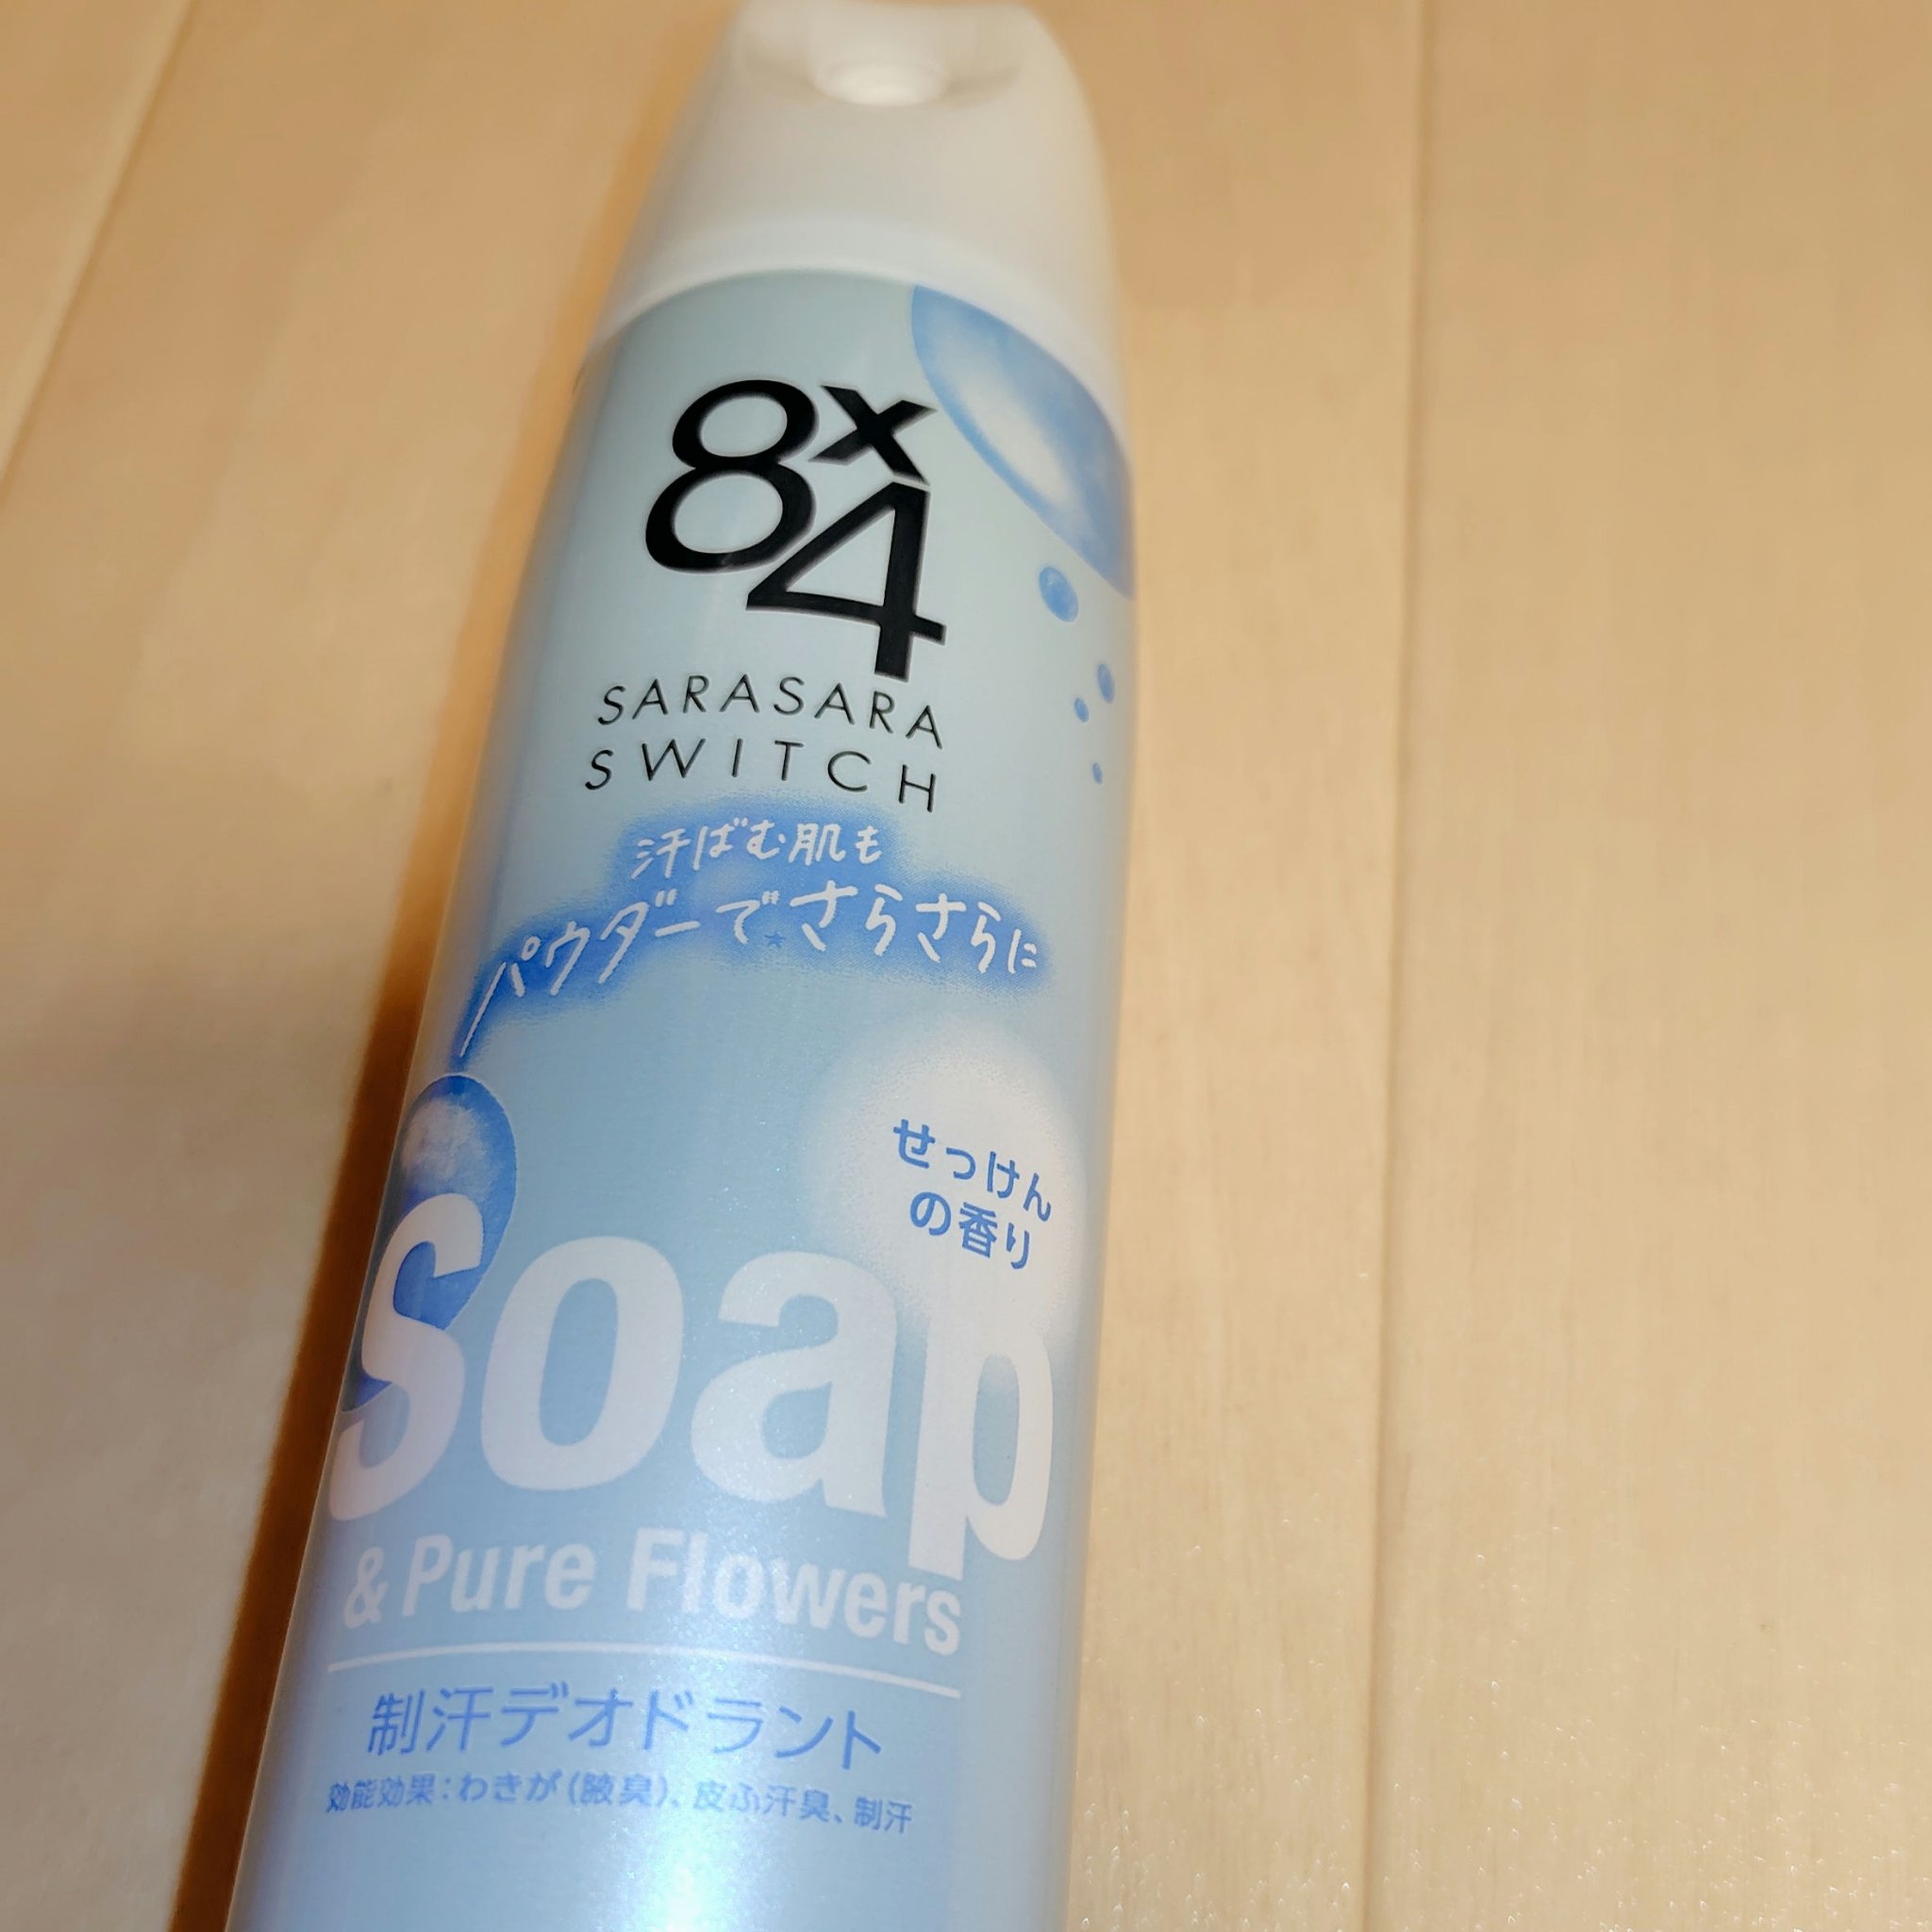 8x4
SARASARA
SWITCH
汗ばむ肌も
パウダーで★さらさらに
せっけん
の香り
Soap
& Pure Flowers
制汗デオドラント
効能効果:わきが(腋臭)、皮ふ汗臭、制汗